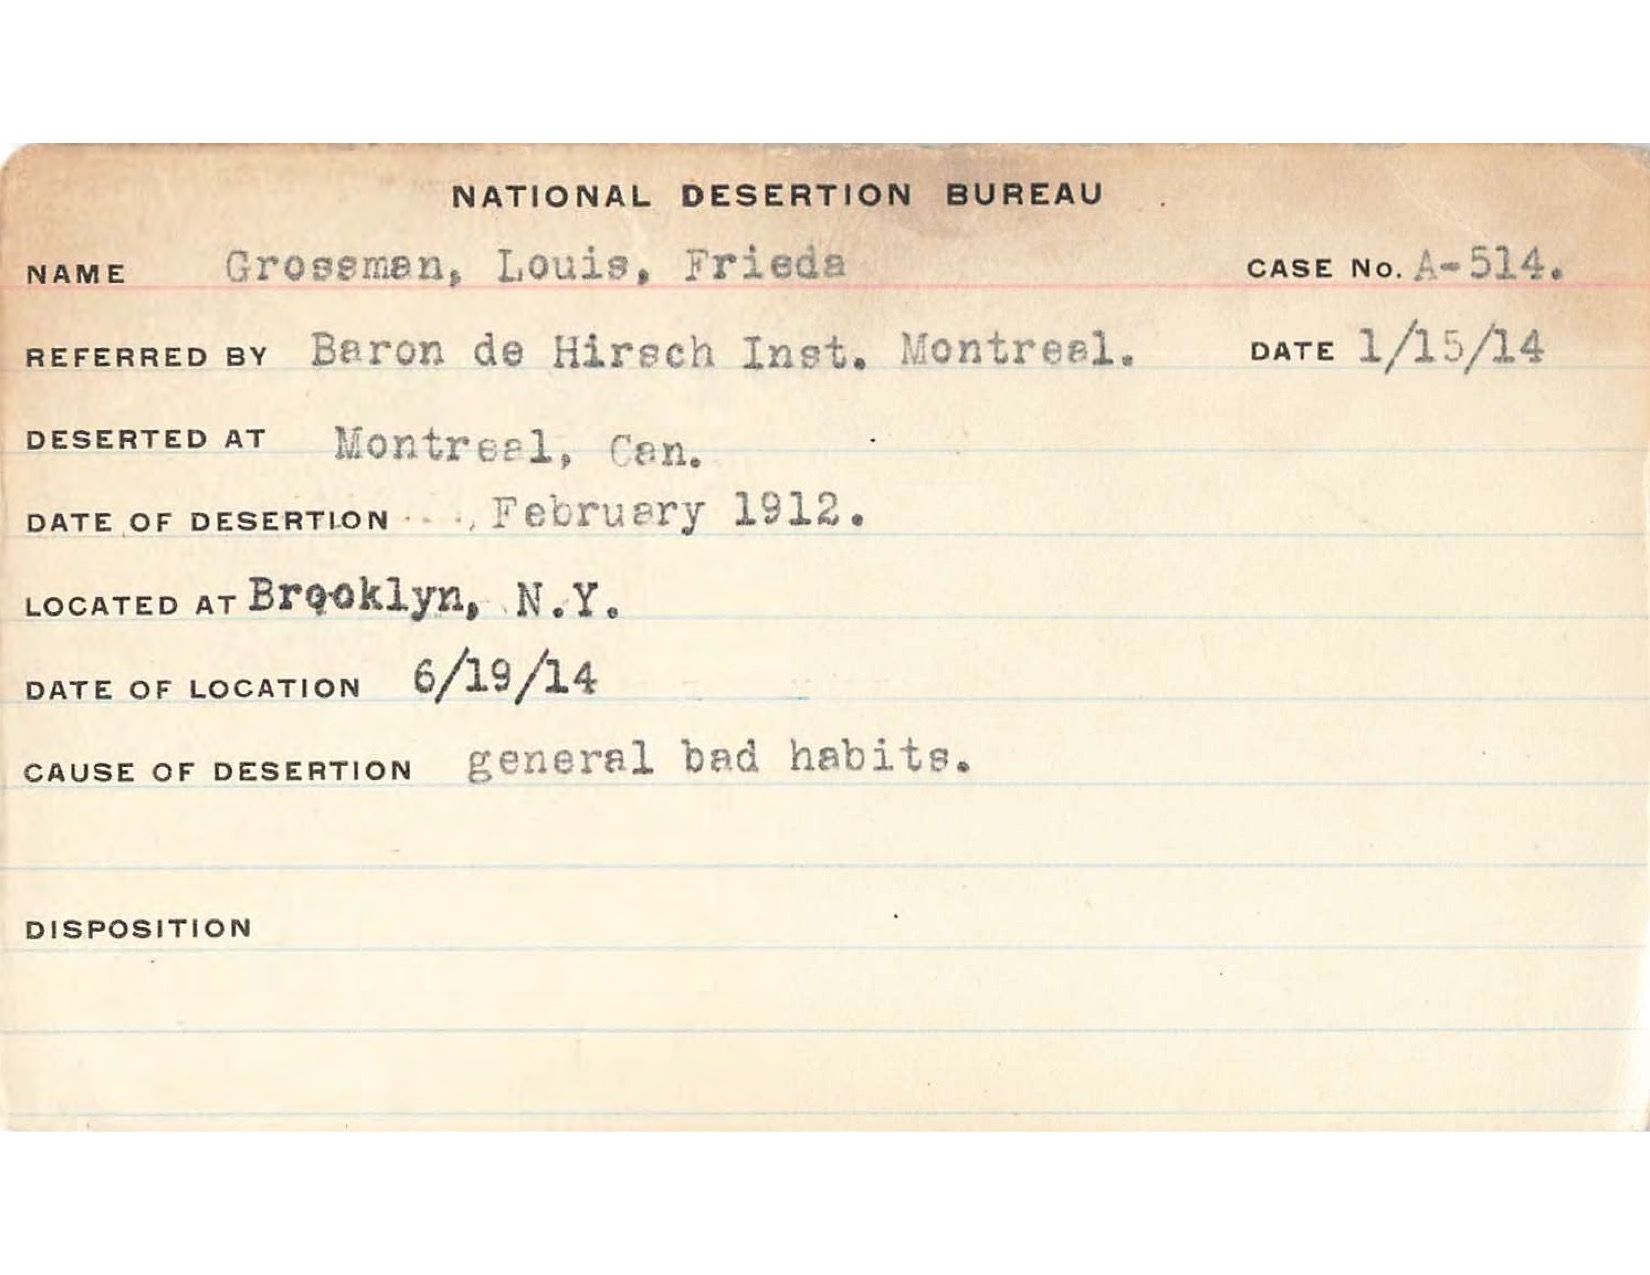 NATIONAL DESERTION BUREAU
NAME Grossman, Louis, Frieda CASE No. A-514.
REFERRED BY Baron de Hirsch Inst. Montreal. DATE 1/15/14
DESERTED AT Montreal, Can.
DATE OF DESERTION February 1912.
LOCATED AT Brooklyn, N.Y.
DATE OF LOCATION 6/19/14
CAUSE OF DESERTION general bad habits.
DISPOSITION